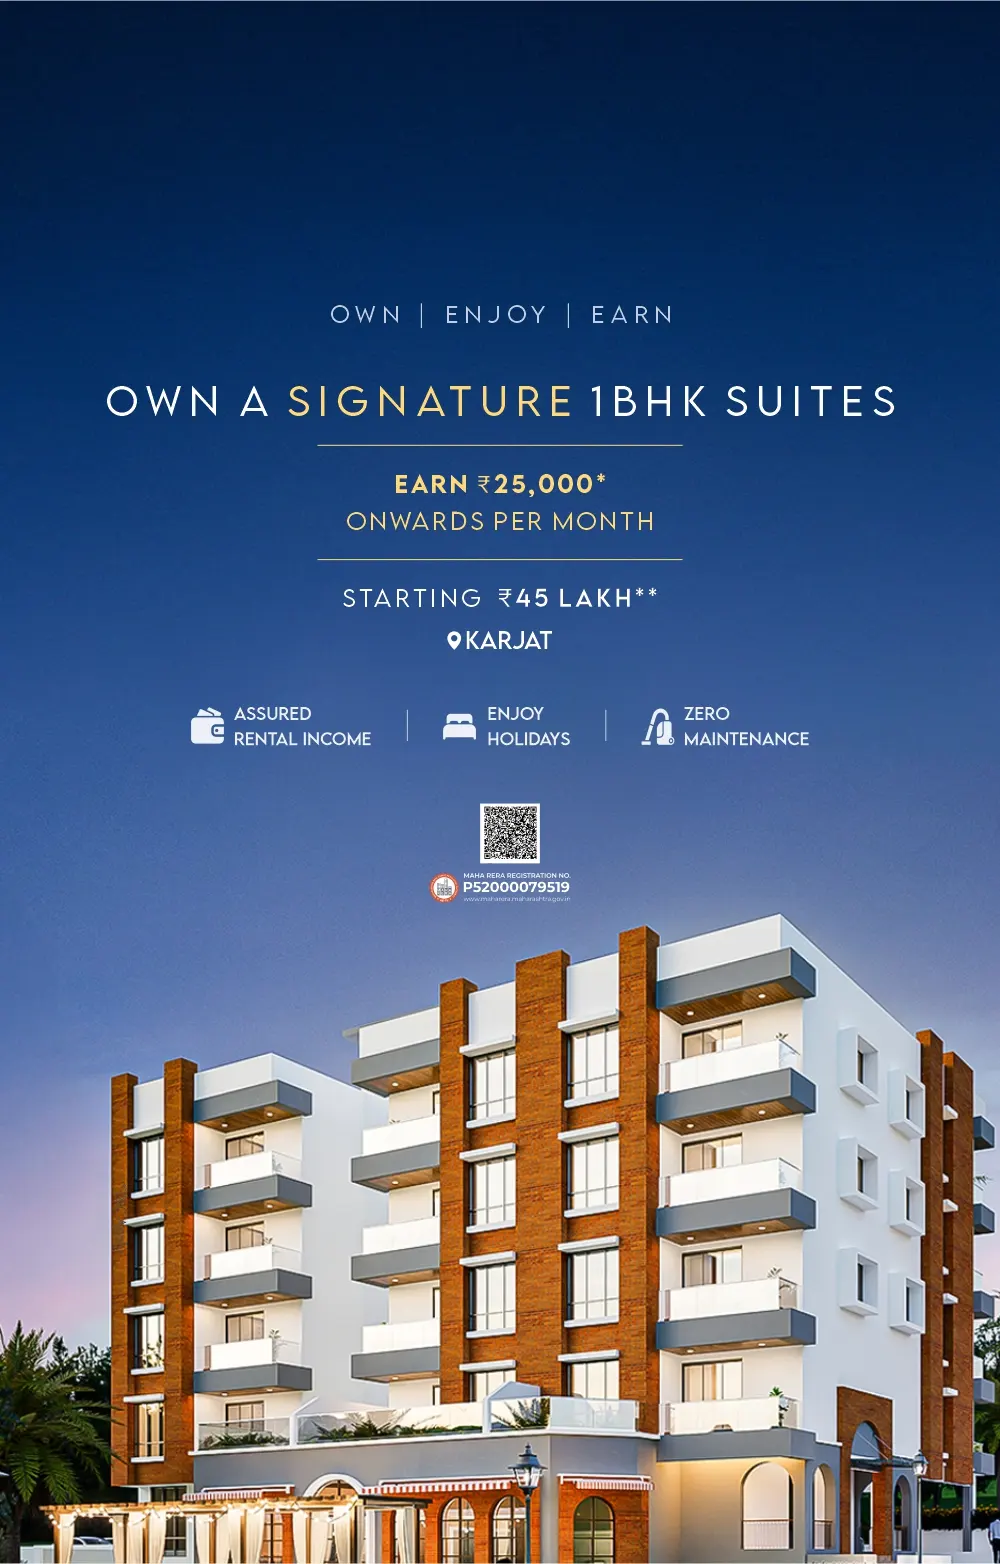 OWN | ENJOY | EARN
OWN A SIGNATURE 1BHK SUITES
EARN ₹25,000*
ONWARDS PER MONTH
STARTING ₹45 LAKH**
KARJAT
ASSURED
RENTAL INCOME
ENJOY
HOLIDAYS
ZERO
MAINTENANCE
MAHA RERA REGISTRATION NO.
P52000079519
www.maharera.maharashtra.gov.in